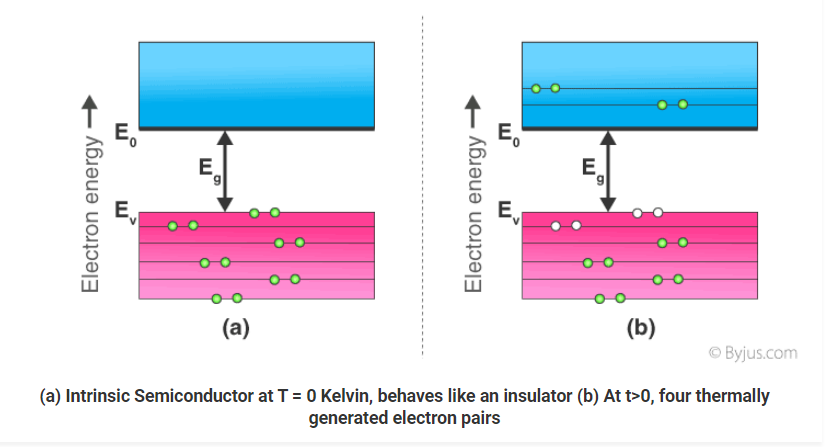 Electron energy
E0
Eg
Ev
(a)
Electron energy
E0
Eg
Ev
(b)
© Byjus.com
(a) Intrinsic Semiconductor at T = 0 Kelvin, behaves like an insulator (b) At t>0, four thermally
generated electron pairs